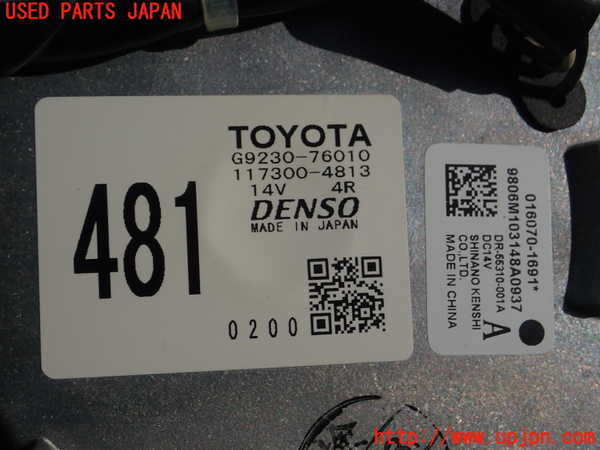 USED PARTS JAPAN
TOYOTA
G9230-76010
117300-4813
14V 4R
481
DENSO
MADE IN JAPAN
0200
016070-1691*
9806M103148A0937
DR-55310-001A
DC14V
SHINANO KENSHI
CO.,LTD.
MADE IN CHINA
A
http://www.upjpn.com